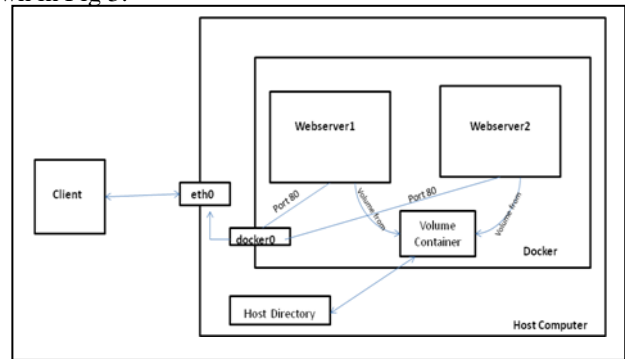 Webserver1
Webserver2
Client
eth0
Port 80
Volume from
Port 80
Volume from
Volume
Container
docker0
Docker
Host Directory
Host Computer